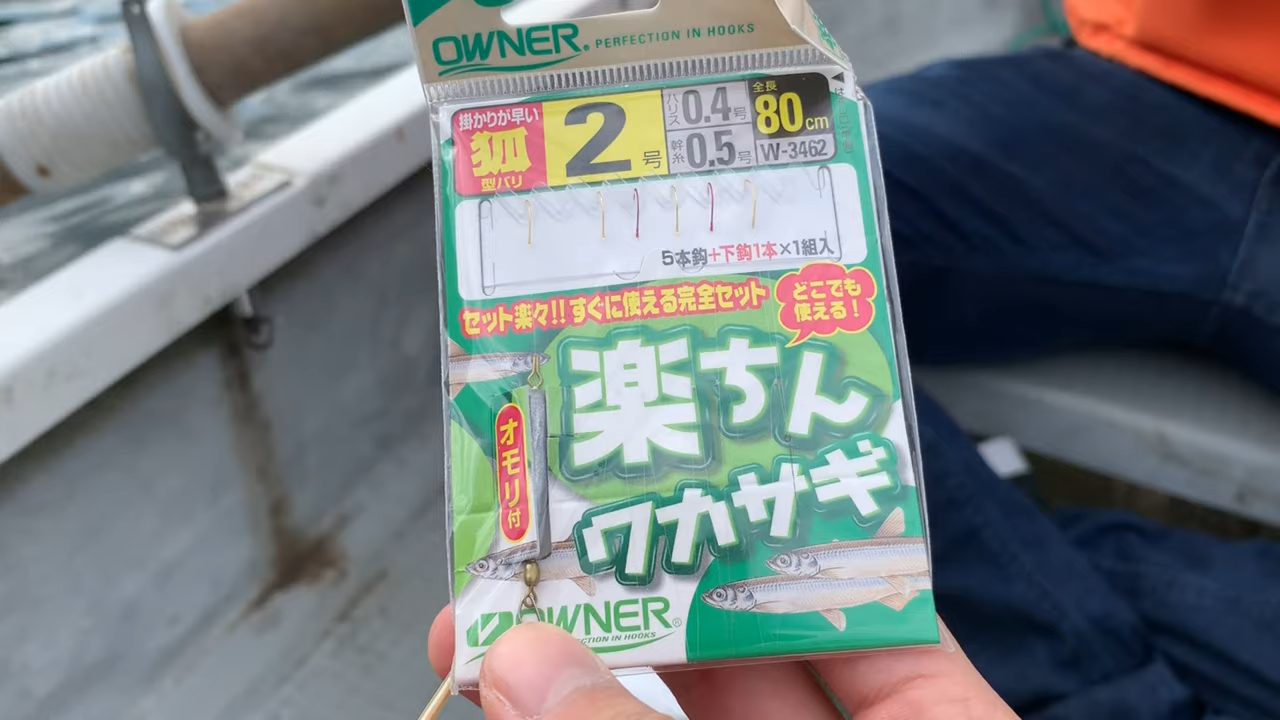 OWNER® PERFECTION IN HOOKS
掛かりが早い
狐
型バリ
2号
ハリス 0.4号
幹糸 0.5号
全長
80cm
W-3462
5本鈎+下鈎1本×1組入
セット楽々!!すぐに使える完全セット
どこでも
使える!
楽ちん
ワカサギ
オモリ付
OWNER®
IN HOOKS